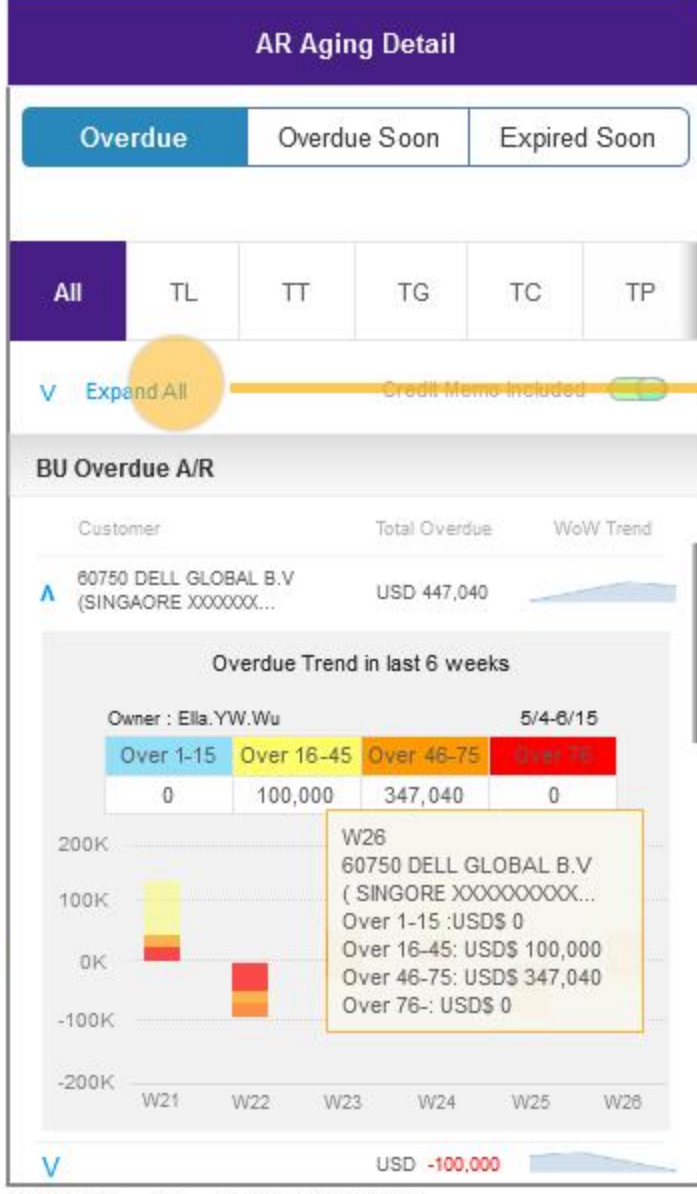 AR Aging Detail
Overdue Overdue Soon Expired Soon
All TL TT TG TC TP
V Expand All Credit Memo Included
BU Overdue A/R
Customer Total Overdue WoW Trend
60750 DELL GLOBAL B.V USD 447,040
(SINGAORE XXXXXXX...
Overdue Trend in last 6 weeks
Owner : Ella.YW.Wu 5/4-6/15
Over 1-15 Over 16-45 Over 46-75 Over 76
0 100,000 347,040 0
W26
60750 DELL GLOBAL B.V
( SINGORE XXXXXXXXXX...
Over 1-15 :USD$ 0
Over 16-45: USD$ 100,000
Over 46-75: USD$ 347,040
Over 76-: USD$ 0
200K
100K
0K
-100K
-200K
W21 W22 W23 W24 W25 W26
V USD -100,000